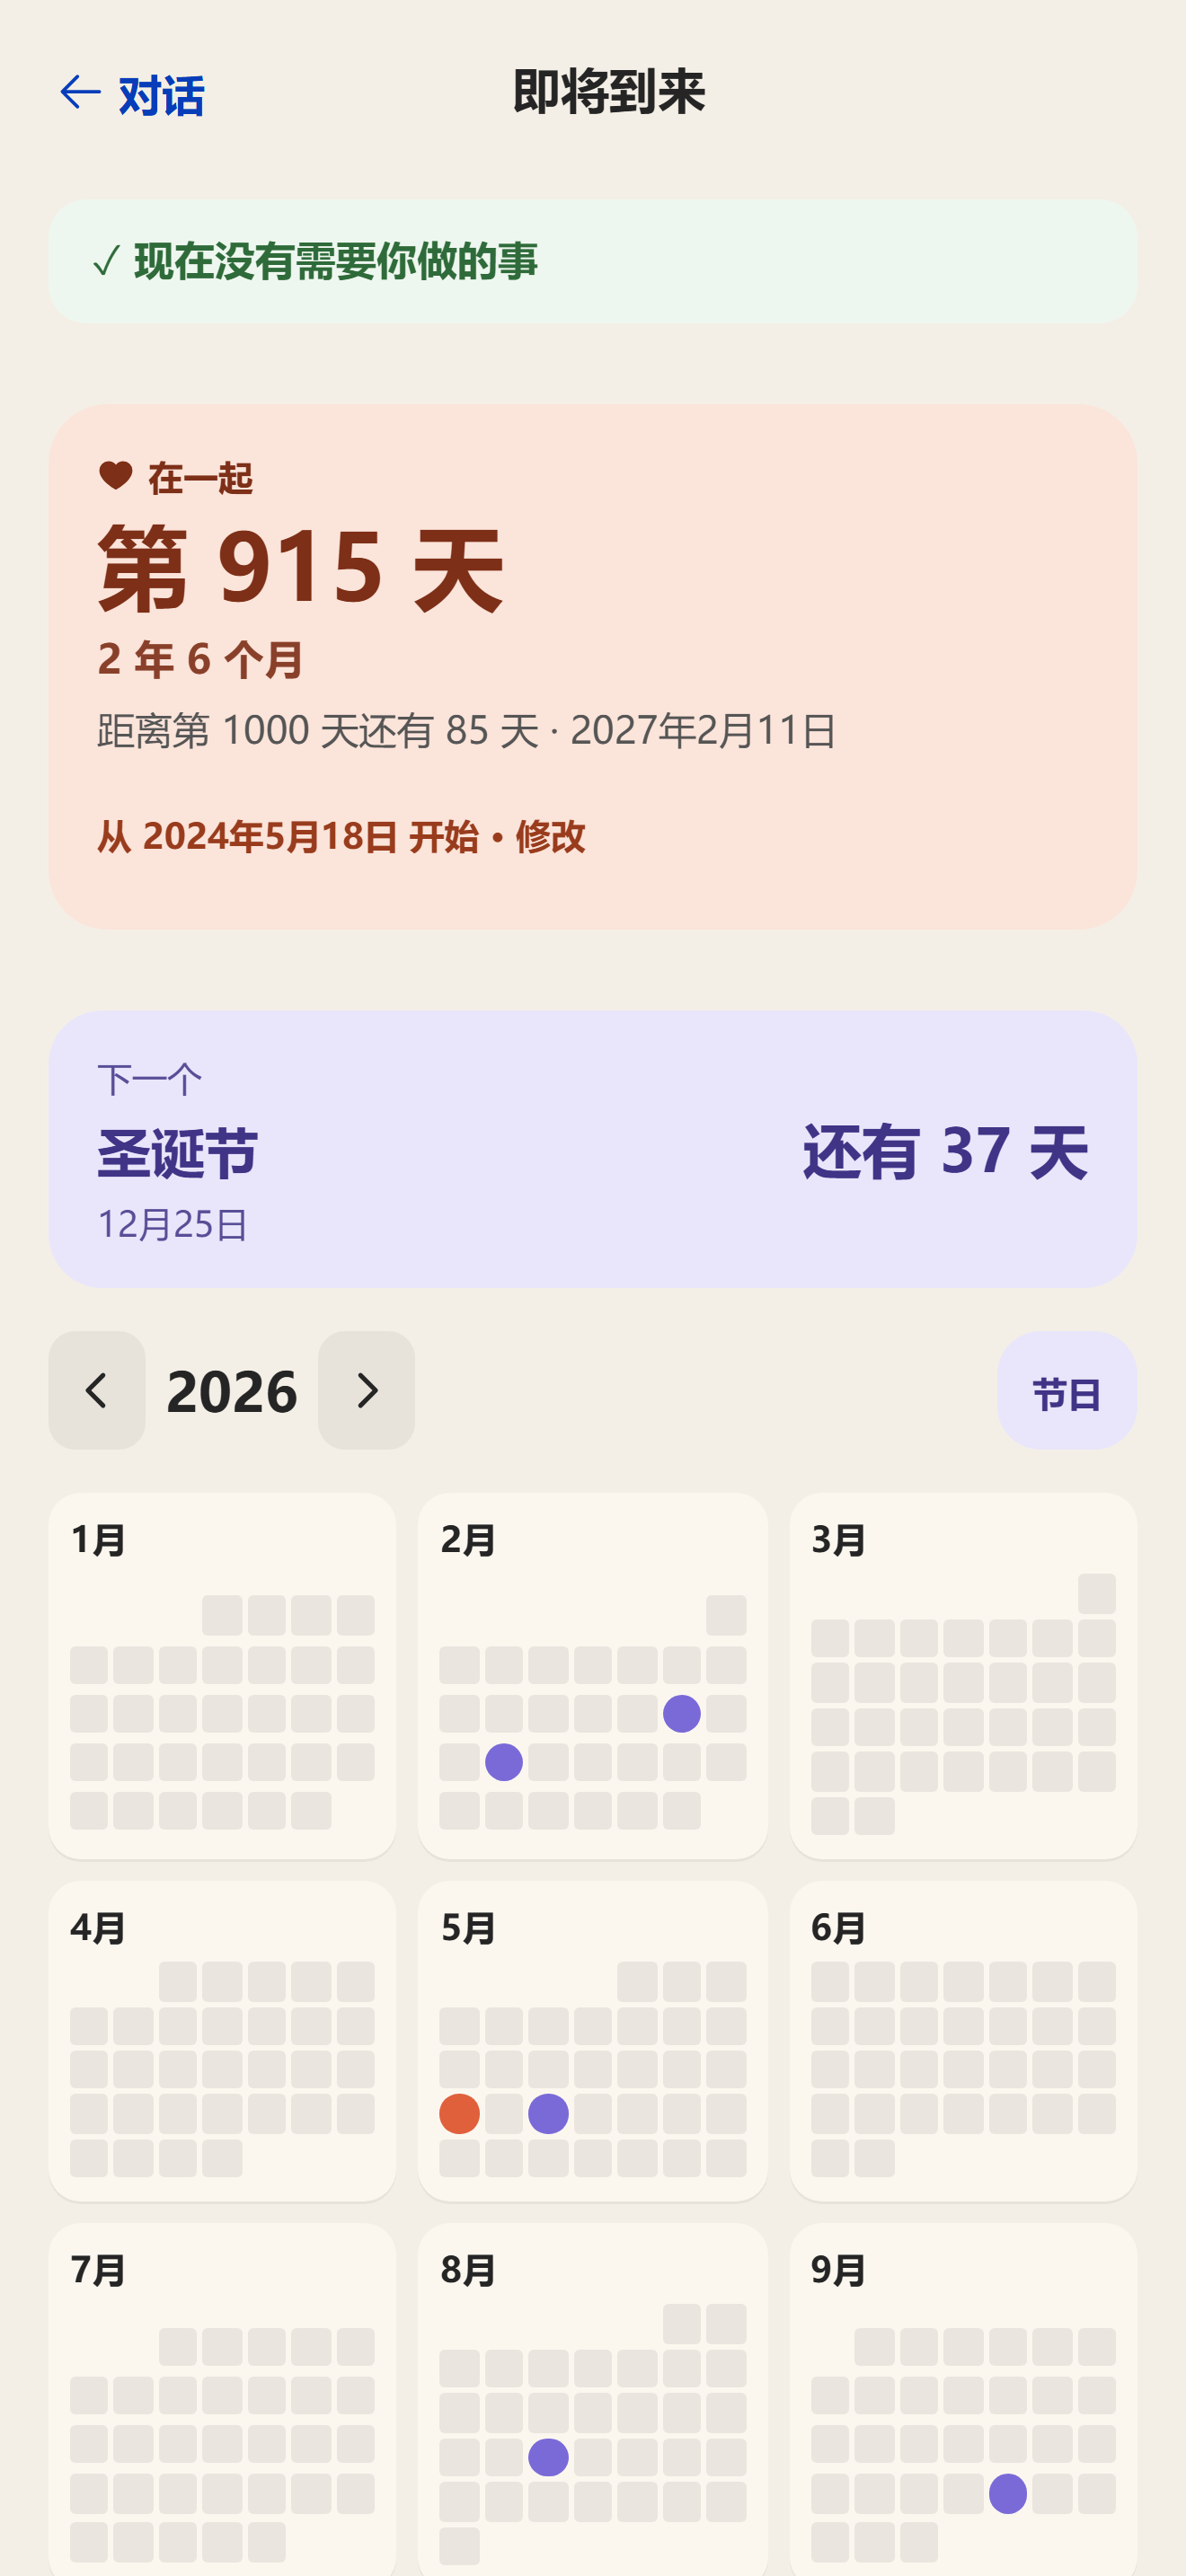 对话
即将到来
✓ 现在没有需要你做的事
在一起
第 915 天
2 年 6 个月
距离第 1000 天还有 85 天 · 2027年2月11日
从 2024年5月18日 开始 • 修改
下一个
圣诞节
还有 37 天
12月25日
2026
节日
1月
2月
3月
4月
5月
6月
7月
8月
9月